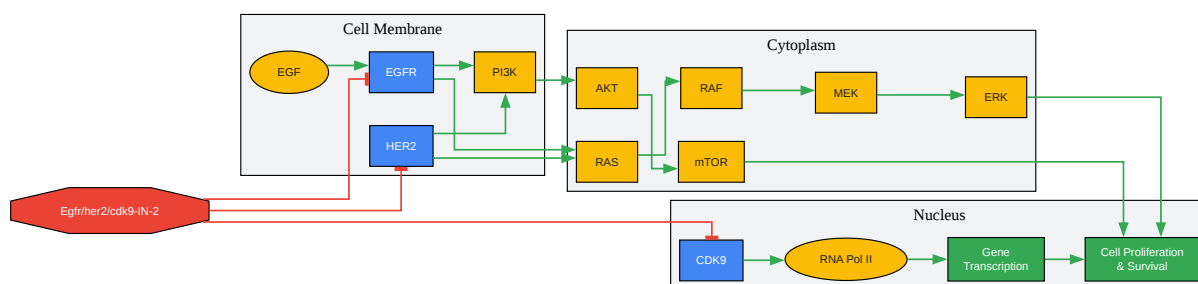 Cell Membrane
EGF
EGFR
PI3K
HER2
Cytoplasm
AKT
RAF
MEK
ERK
RAS
mTOR
Egfr/her2/cdk9-IN-2
Nucleus
CDK9
RNA Pol II
Gene
Transcription
Cell Proliferation
& Survival